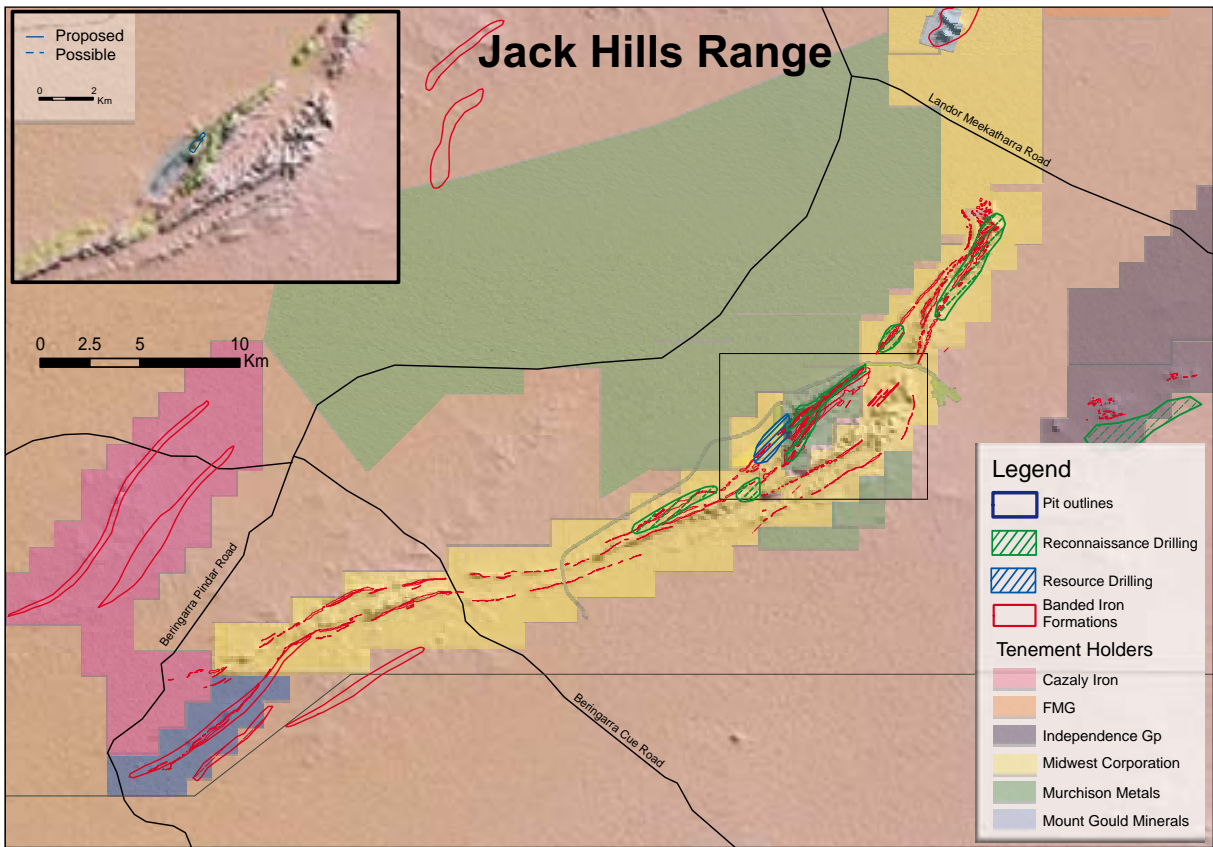 Jack Hills Range
Proposed
Possible
0 2
Km
Landor Meekatharra Road
0 2.5 5 10
Km
Beringarra Pindar Road
Beringarra Cue Road
Legend
Pit outlines
Reconnaissance Drilling
Resource Drilling
Banded Iron
Formations
Tenement Holders
Cazaly Iron
FMG
Independence Gp
Midwest Corporation
Murchison Metals
Mount Gould Minerals